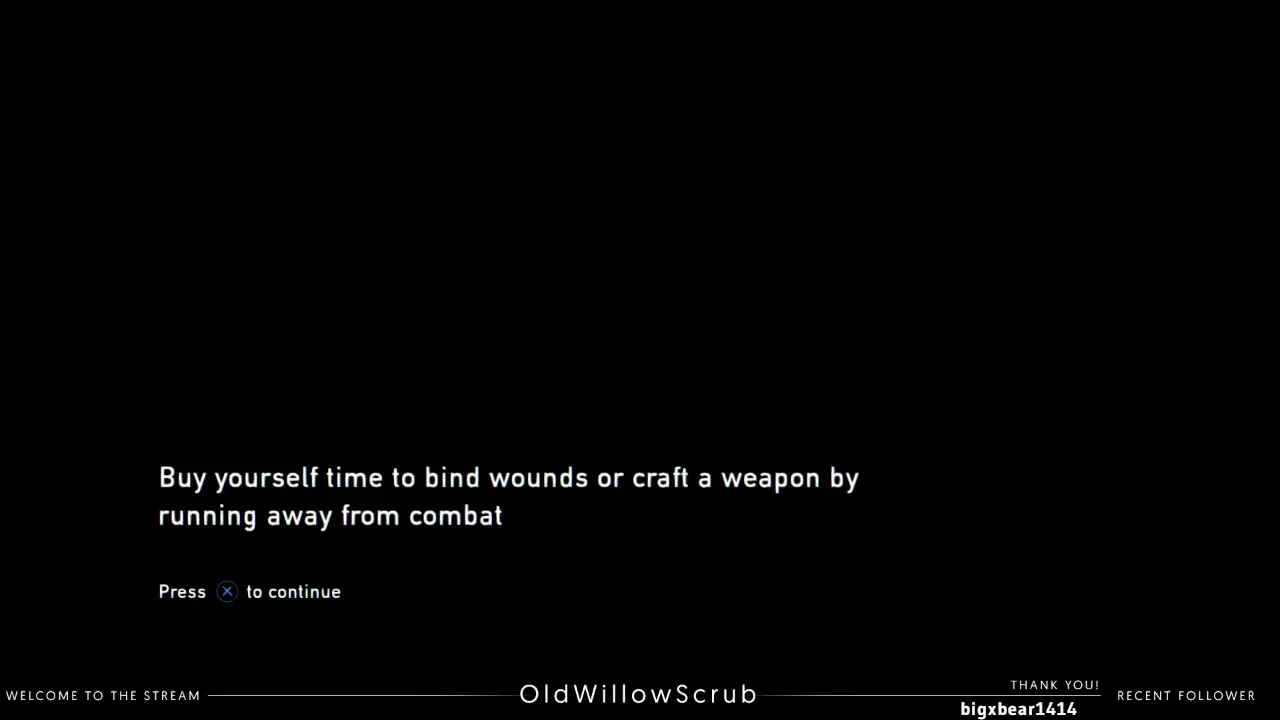 Buy yourself time to bind wounds or craft a weapon by
running away from combat
Press ⓧ to continue
WELCOME TO THE STREAM
OldWillowScrub
THANK YOU!
bigxbear1414
RECENT FOLLOWER